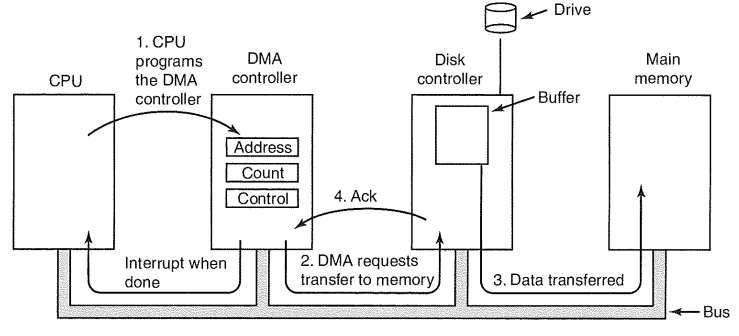 Drive
1. CPU
programs
the DMA
controller
CPU
DMA
controller
Disk
controller
Main
memory
Buffer
Address
Count
Control
4. Ack
Interrupt when
done
2. DMA requests
transfer to memory
3. Data transferred
Bus